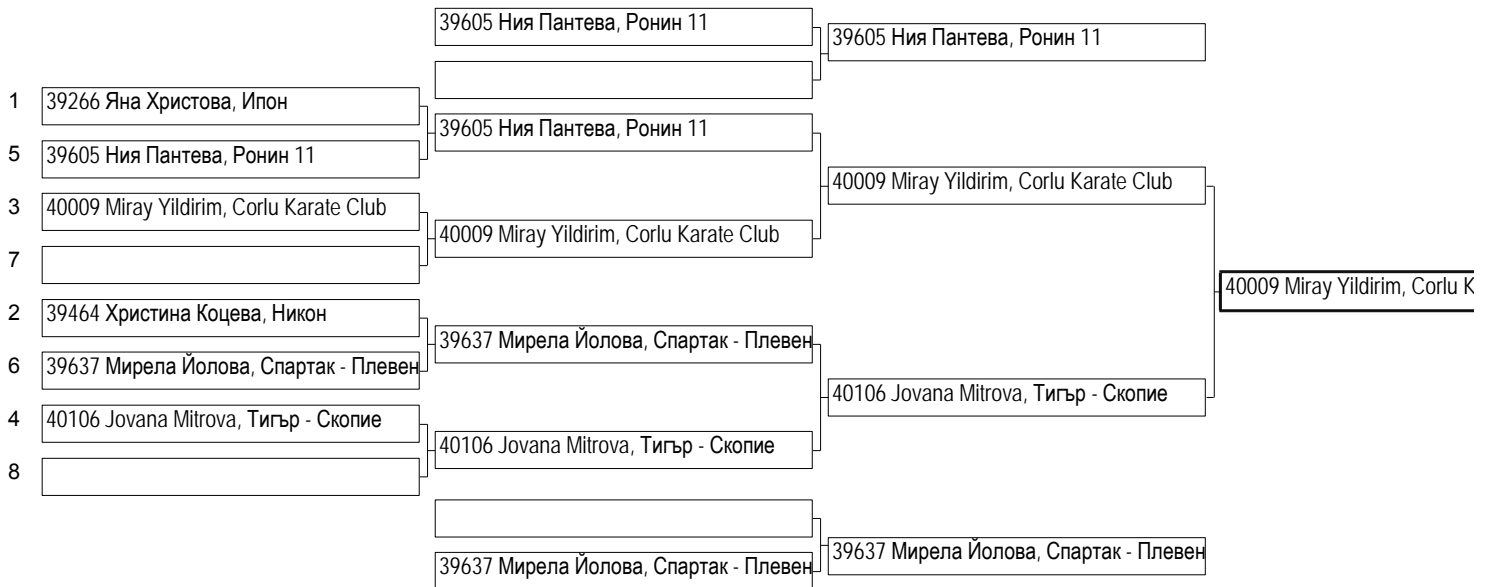 39605 Ния Пантева, Ронин 11
39605 Ния Пантева, Ронин 11
1 39266 Яна Христова, Ипон
39605 Ния Пантева, Ронин 11
5 39605 Ния Пантева, Ронин 11
40009 Miray Yildirim, Corlu Karate Club
3 40009 Miray Yildirim, Corlu Karate Club
40009 Miray Yildirim, Corlu Karate Club
7
40009 Miray Yildirim, Corlu K
2 39464 Христина Коцева, Никон
39637 Мирела Йолова, Спартак - Плевен
6 39637 Мирела Йолова, Спартак - Плевен
40106 Jovana Mitrova, Тигър - Скопие
4 40106 Jovana Mitrova, Тигър - Скопие
40106 Jovana Mitrova, Тигър - Скопие
8
39637 Мирела Йолова, Спартак - Плевен
39637 Мирела Йолова, Спартак - Плевен